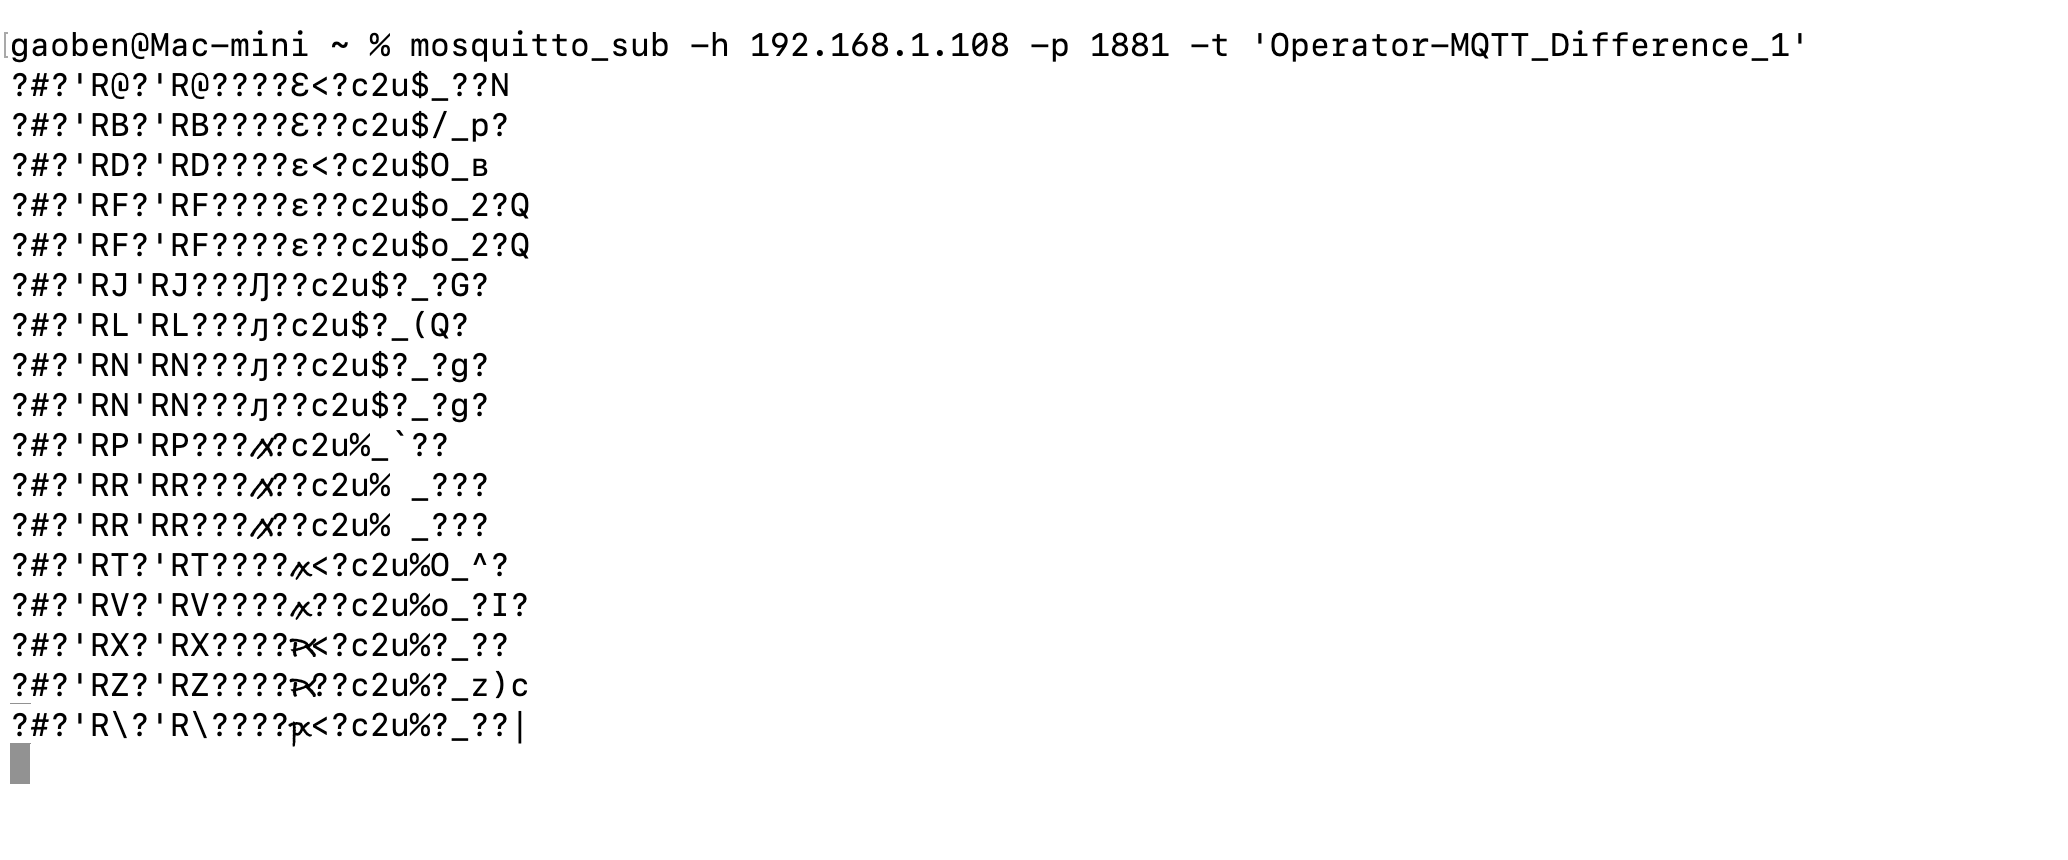 gaoben@Mac-mini ~ % mosquitto_sub -h 192.168.1.108 -p 1881 -t 'Operator-MQTT_Difference_1'
?#?'R@?'R@????Ԑ<?c2u$_??N
?#?'RB?'RB????Ԑ??c2u$/_p?
?#?'RD?'RD????ԑ<?c2u$O_в
?#?'RF?'RF????ԑ??c2u$o_2?Q
?#?'RF?'RF????ԑ??c2u$o_2?Q
?#?'RJ'RJ???Ԓ??c2u$?_?G?
?#?'RL'RL???ԓ?c2u$?_(Q?
?#?'RN'RN???ԓ??c2u$?_?g?
?#?'RN'RN???ԓ??c2u$?_?g?
?#?'RP'RP???Ԕ?c2u%_`??
?#?'RR'RR???Ԕ??c2u% _???
?#?'RR'RR???Ԕ??c2u% _???
?#?'RT?'RT????ԕ<?c2u%O_^?
?#?'RV?'RV????ԕ??c2u%o_?I?
?#?'RX?'RX????Ԗ<?c2u%?_??
?#?'RZ?'RZ????Ԗ??c2u%?_z)c
?#?'R\?'R\????ԗ<?c2u%?_??|